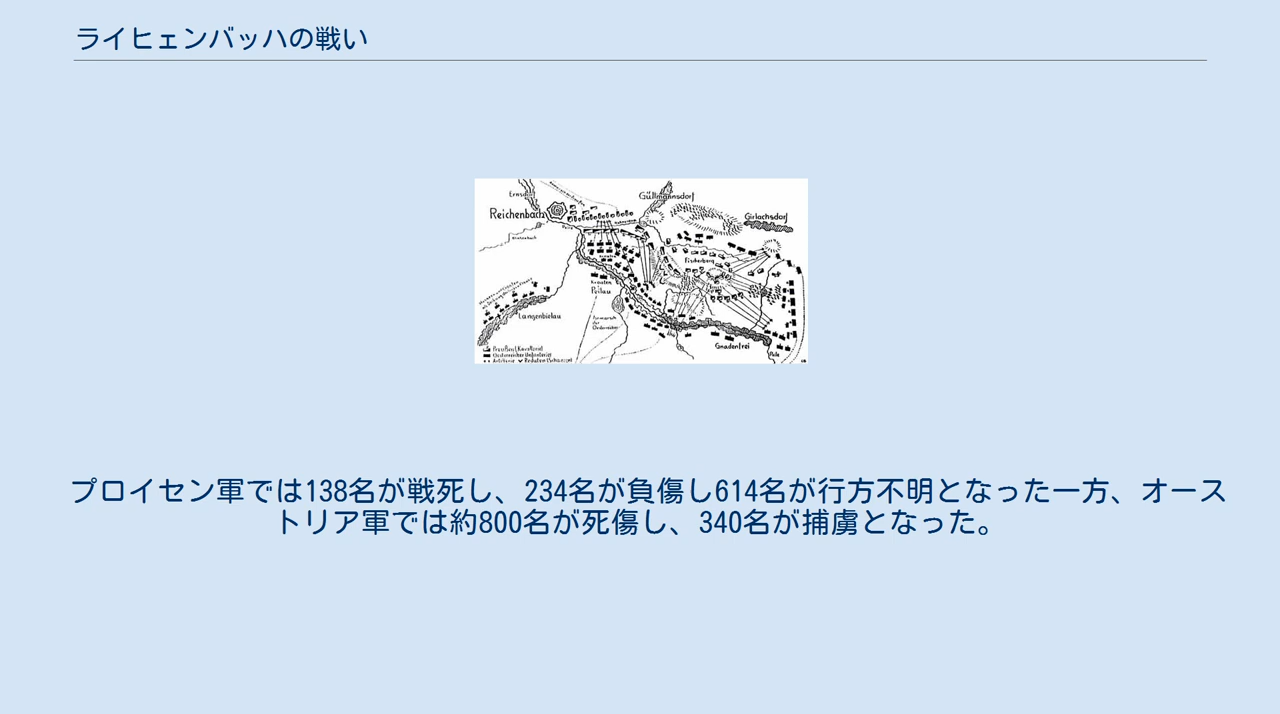 ライヒェンバッハの戦い
Ernsdorf
Güttmannsdorf
Reichenbach
Girlachsdorf
Fischerberg
Kroaten
Peilau
Langenbielau
Gnadenfrei
プロイセン軍では138名が戦死し、234名が負傷し614名が行方不明となった一方、オース
トリア軍では約800名が死傷し、340名が捕虜となった。